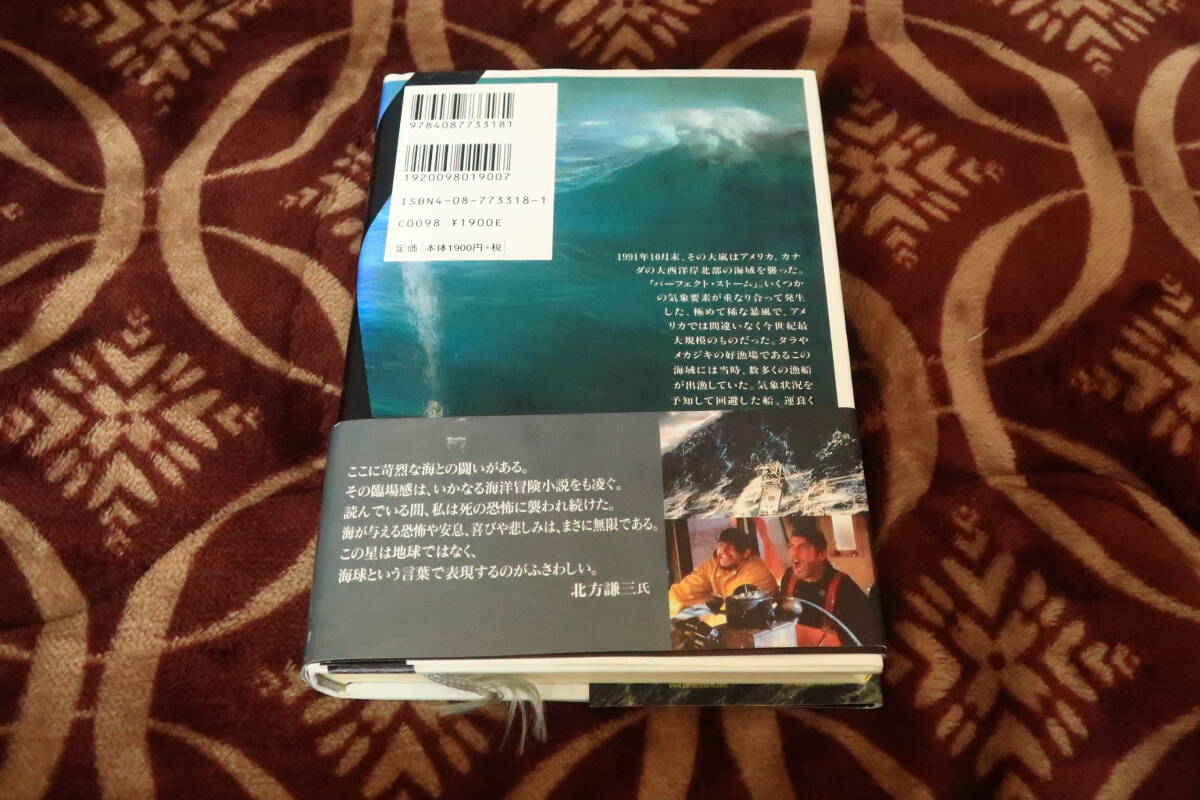 9784087733181
1920098019007
ISBN4-08-773318-1
C0098 ¥1900E
定価 本体1900円+税
1991年10月末、その大嵐はアメリカ、カナ
ダの大西洋岸北部の海域を襲った。
「パーフェクト・ストーム」。いくつか
の気象要素が重なり合って発生
した、極めて稀な暴風で、アメ
リカでは間違いなく今世紀最
大規模のものだった。タラや
メカジキの好漁場であるこの
海域には当時、数多くの漁船
が出漁していた。気象状況を
予知して回避した船、運良く
ここに苛烈な海との闘いがある。
その臨場感は、いかなる海洋冒険小説をも凌ぐ。
読んでいる間、私は死の恐怖に襲われ続けた。
海が与える恐怖や安息、喜びや悲しみは、まさに無限である。
この星は地球ではなく、
海球という言葉で表現するのがふさわしい。
北方謙三氏